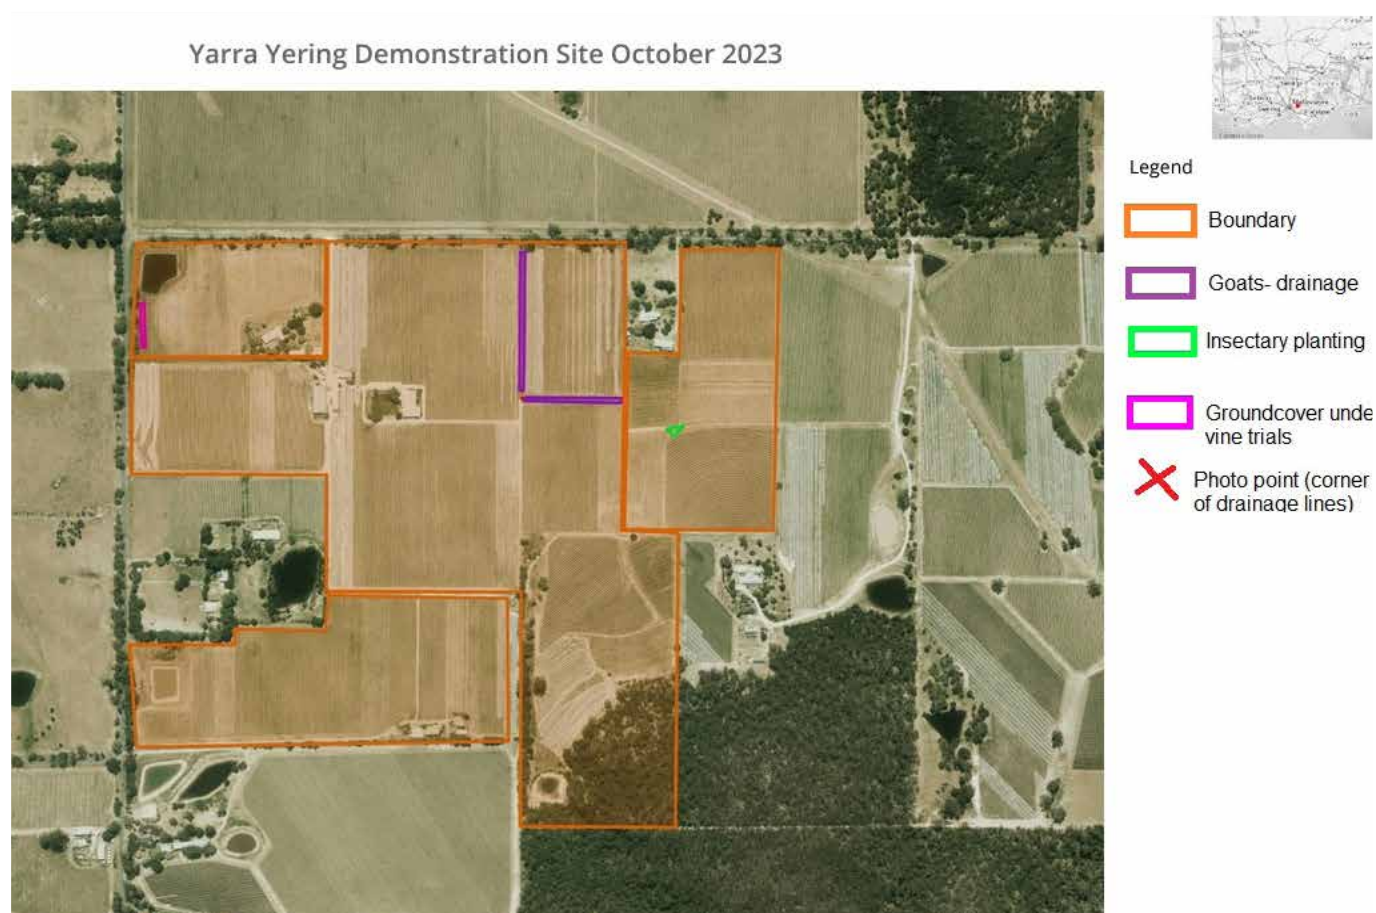 Yarra Yering Demonstration Site October 2023
Legend
Boundary
Goats- drainage
Insectary planting
Groundcover unde
vine trials
Photo point (corner
of drainage lines)